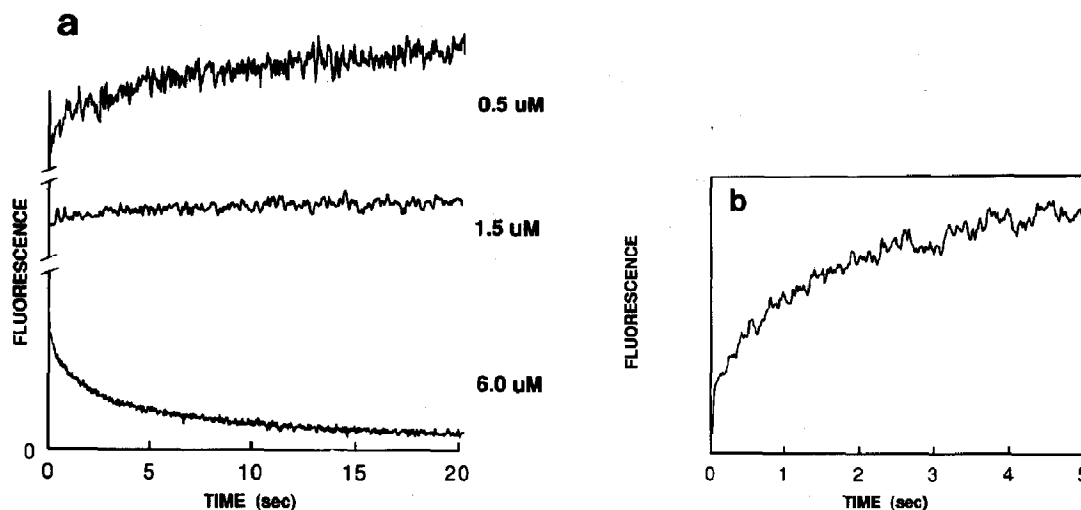 a
0.5 uM
1.5 uM
6.0 uM
FLUORESCENCE
0
0 5 10 15 20
TIME (sec)
b
FLUORESCENCE
0 1 2 3 4 5
TIME (sec)